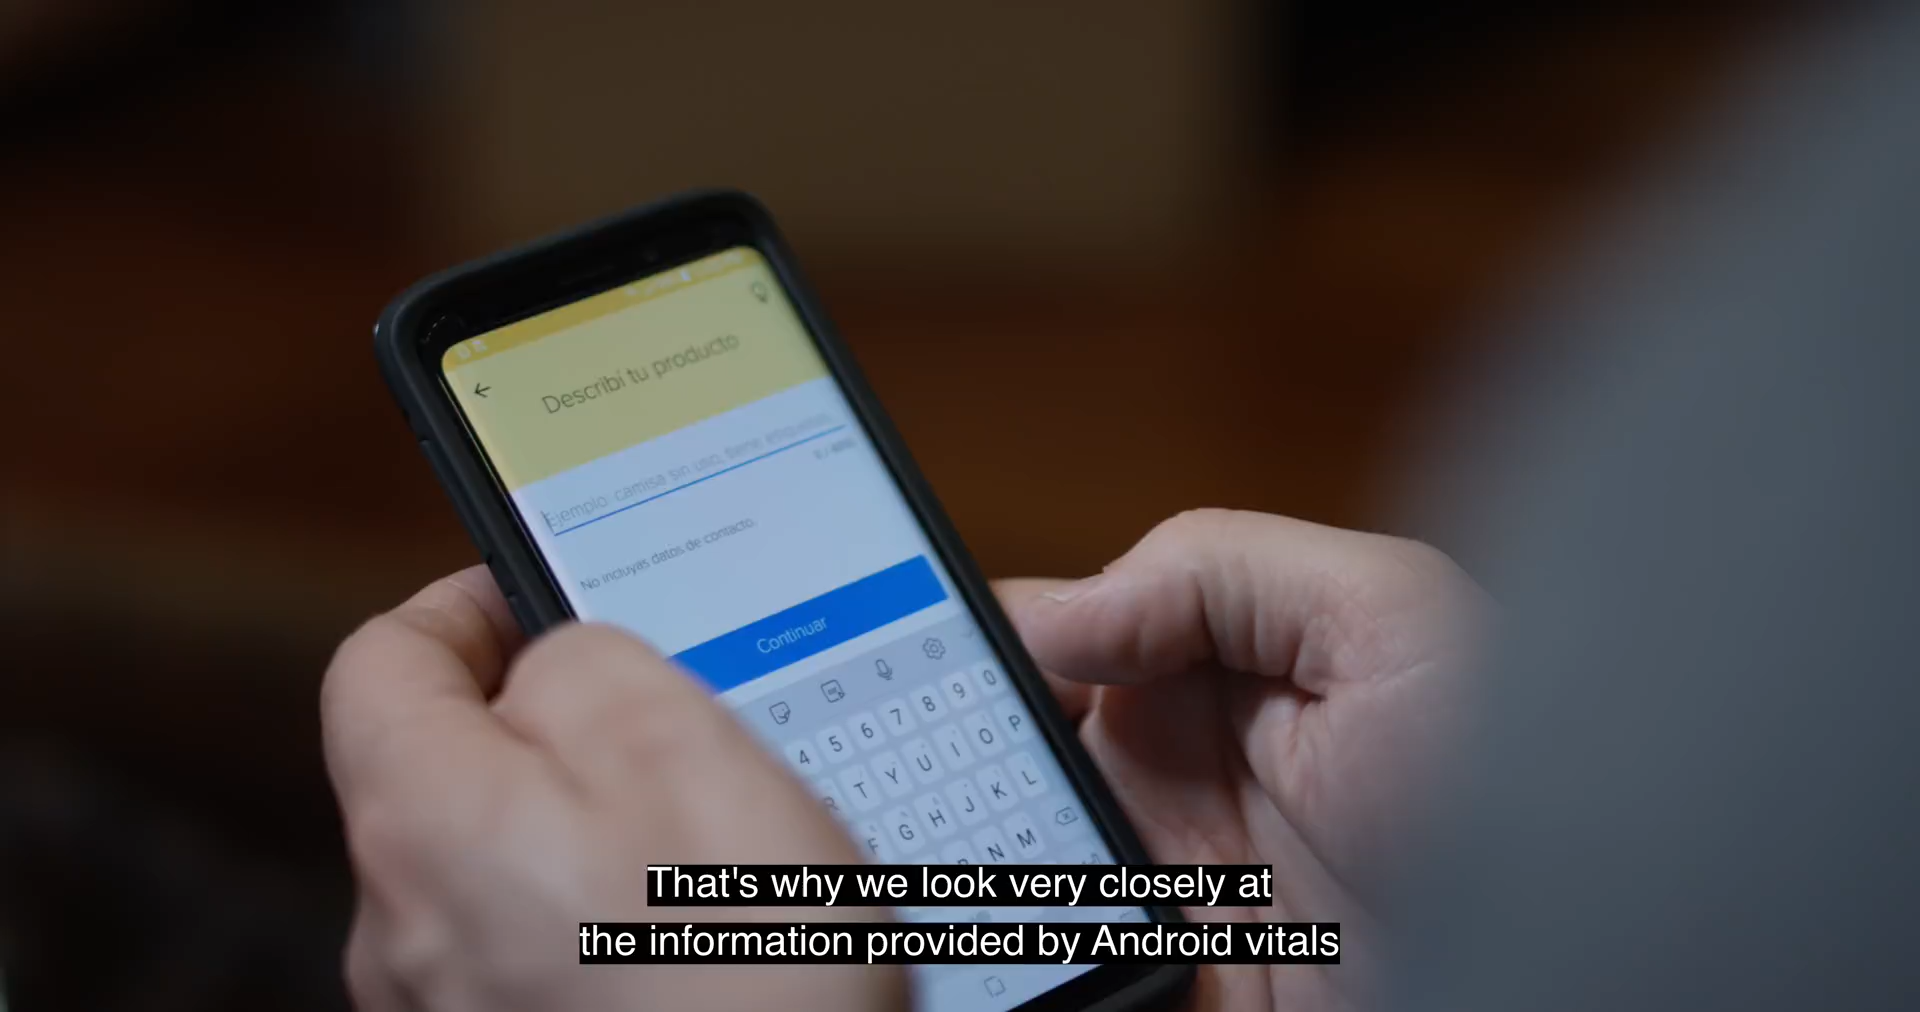 Describí tu producto
Ejemplo: camisa sin uso, tiene etiquetas
No incluyas datos de contacto.
Continuar
4 5 6 7 8 9 0
R T Y U I O P
F G H J K L
N M
That's why we look very closely at
the information provided by Android vitals